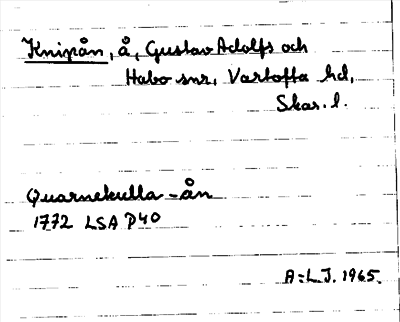 Knipån, å, Gustav Adolfs och
Habo snr, Vartofta hd,
Skar. l.
Quarnekulla-ån
1772 LSA P40
A:L.J. 1965.